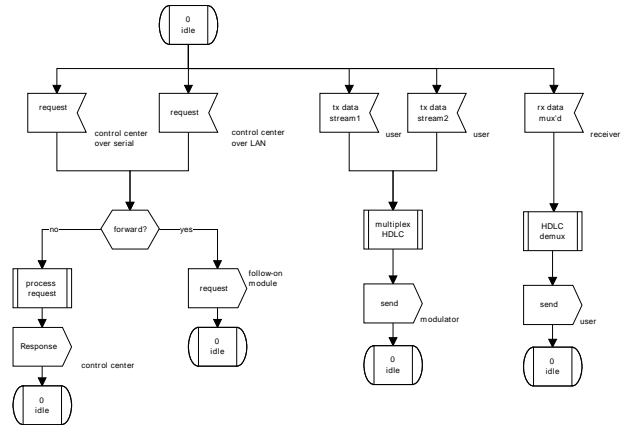 0
idle
request
request
tx data
stream1
tx data
stream2
rx data
mux'd
control center
over serial
control center
over LAN
user
user
receiver
no
forward?
yes
multiplex
HDLC
HDLC
demux
process
request
request
follow-on
module
send
modulator
send
user
Response
control center
0
idle
0
idle
0
idle
0
idle